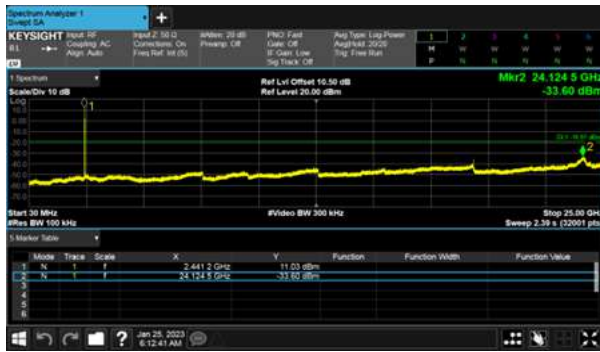 Spectrum Analyzer 1
Swept SA
KEYSIGHT Input: RF Input Z: 50 Ω #Atten: 20 dB PNO: Fast Avg Type: Log-Power 1 2 3 4 5 6
Coupling: AC Corrections: On Preamp: Off Gate: Off Avg|Hold: 20/20 M W W W W W
Align: Auto Freq Ref: Int (S) IF Gain: Low Trig: Free Run
Sig Track: Off P N N N N N
1 Spectrum
Ref Lvl Offset 10.50 dB Mkr2 24.124 5 GHz
Scale/Div 10 dB Ref Level 20.00 dBm -33.60 dBm
Log
1
2
Start 30 MHz #Video BW 300 kHz Stop 25.00 GHz
#Res BW 100 kHz Sweep 2.39 s (32001 pts)
5 Marker Table
Mode Trace Scale X Y Function Function Width Function Value
1 N 1 f 2.441 2 GHz 11.03 dBm
2 N 1 f 24.124 5 GHz -33.60 dBm
3
4
5
6
Jan 25, 2023
6:12:41 AM